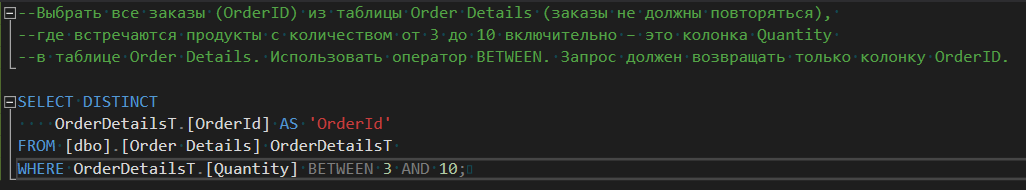 --Выбрать все заказы (OrderID) из таблицы Order Details (заказы не должны повторяться),
--где встречаются продукты с количеством от 3 до 10 включительно – это колонка Quantity
--в таблице Order Details. Использовать оператор BETWEEN. Запрос должен возвращать только колонку OrderID.
SELECT DISTINCT
OrderDetailsT.[OrderId] AS 'OrderId'
FROM [dbo].[Order Details] OrderDetailsT
WHERE OrderDetailsT.[Quantity] BETWEEN 3 AND 10;